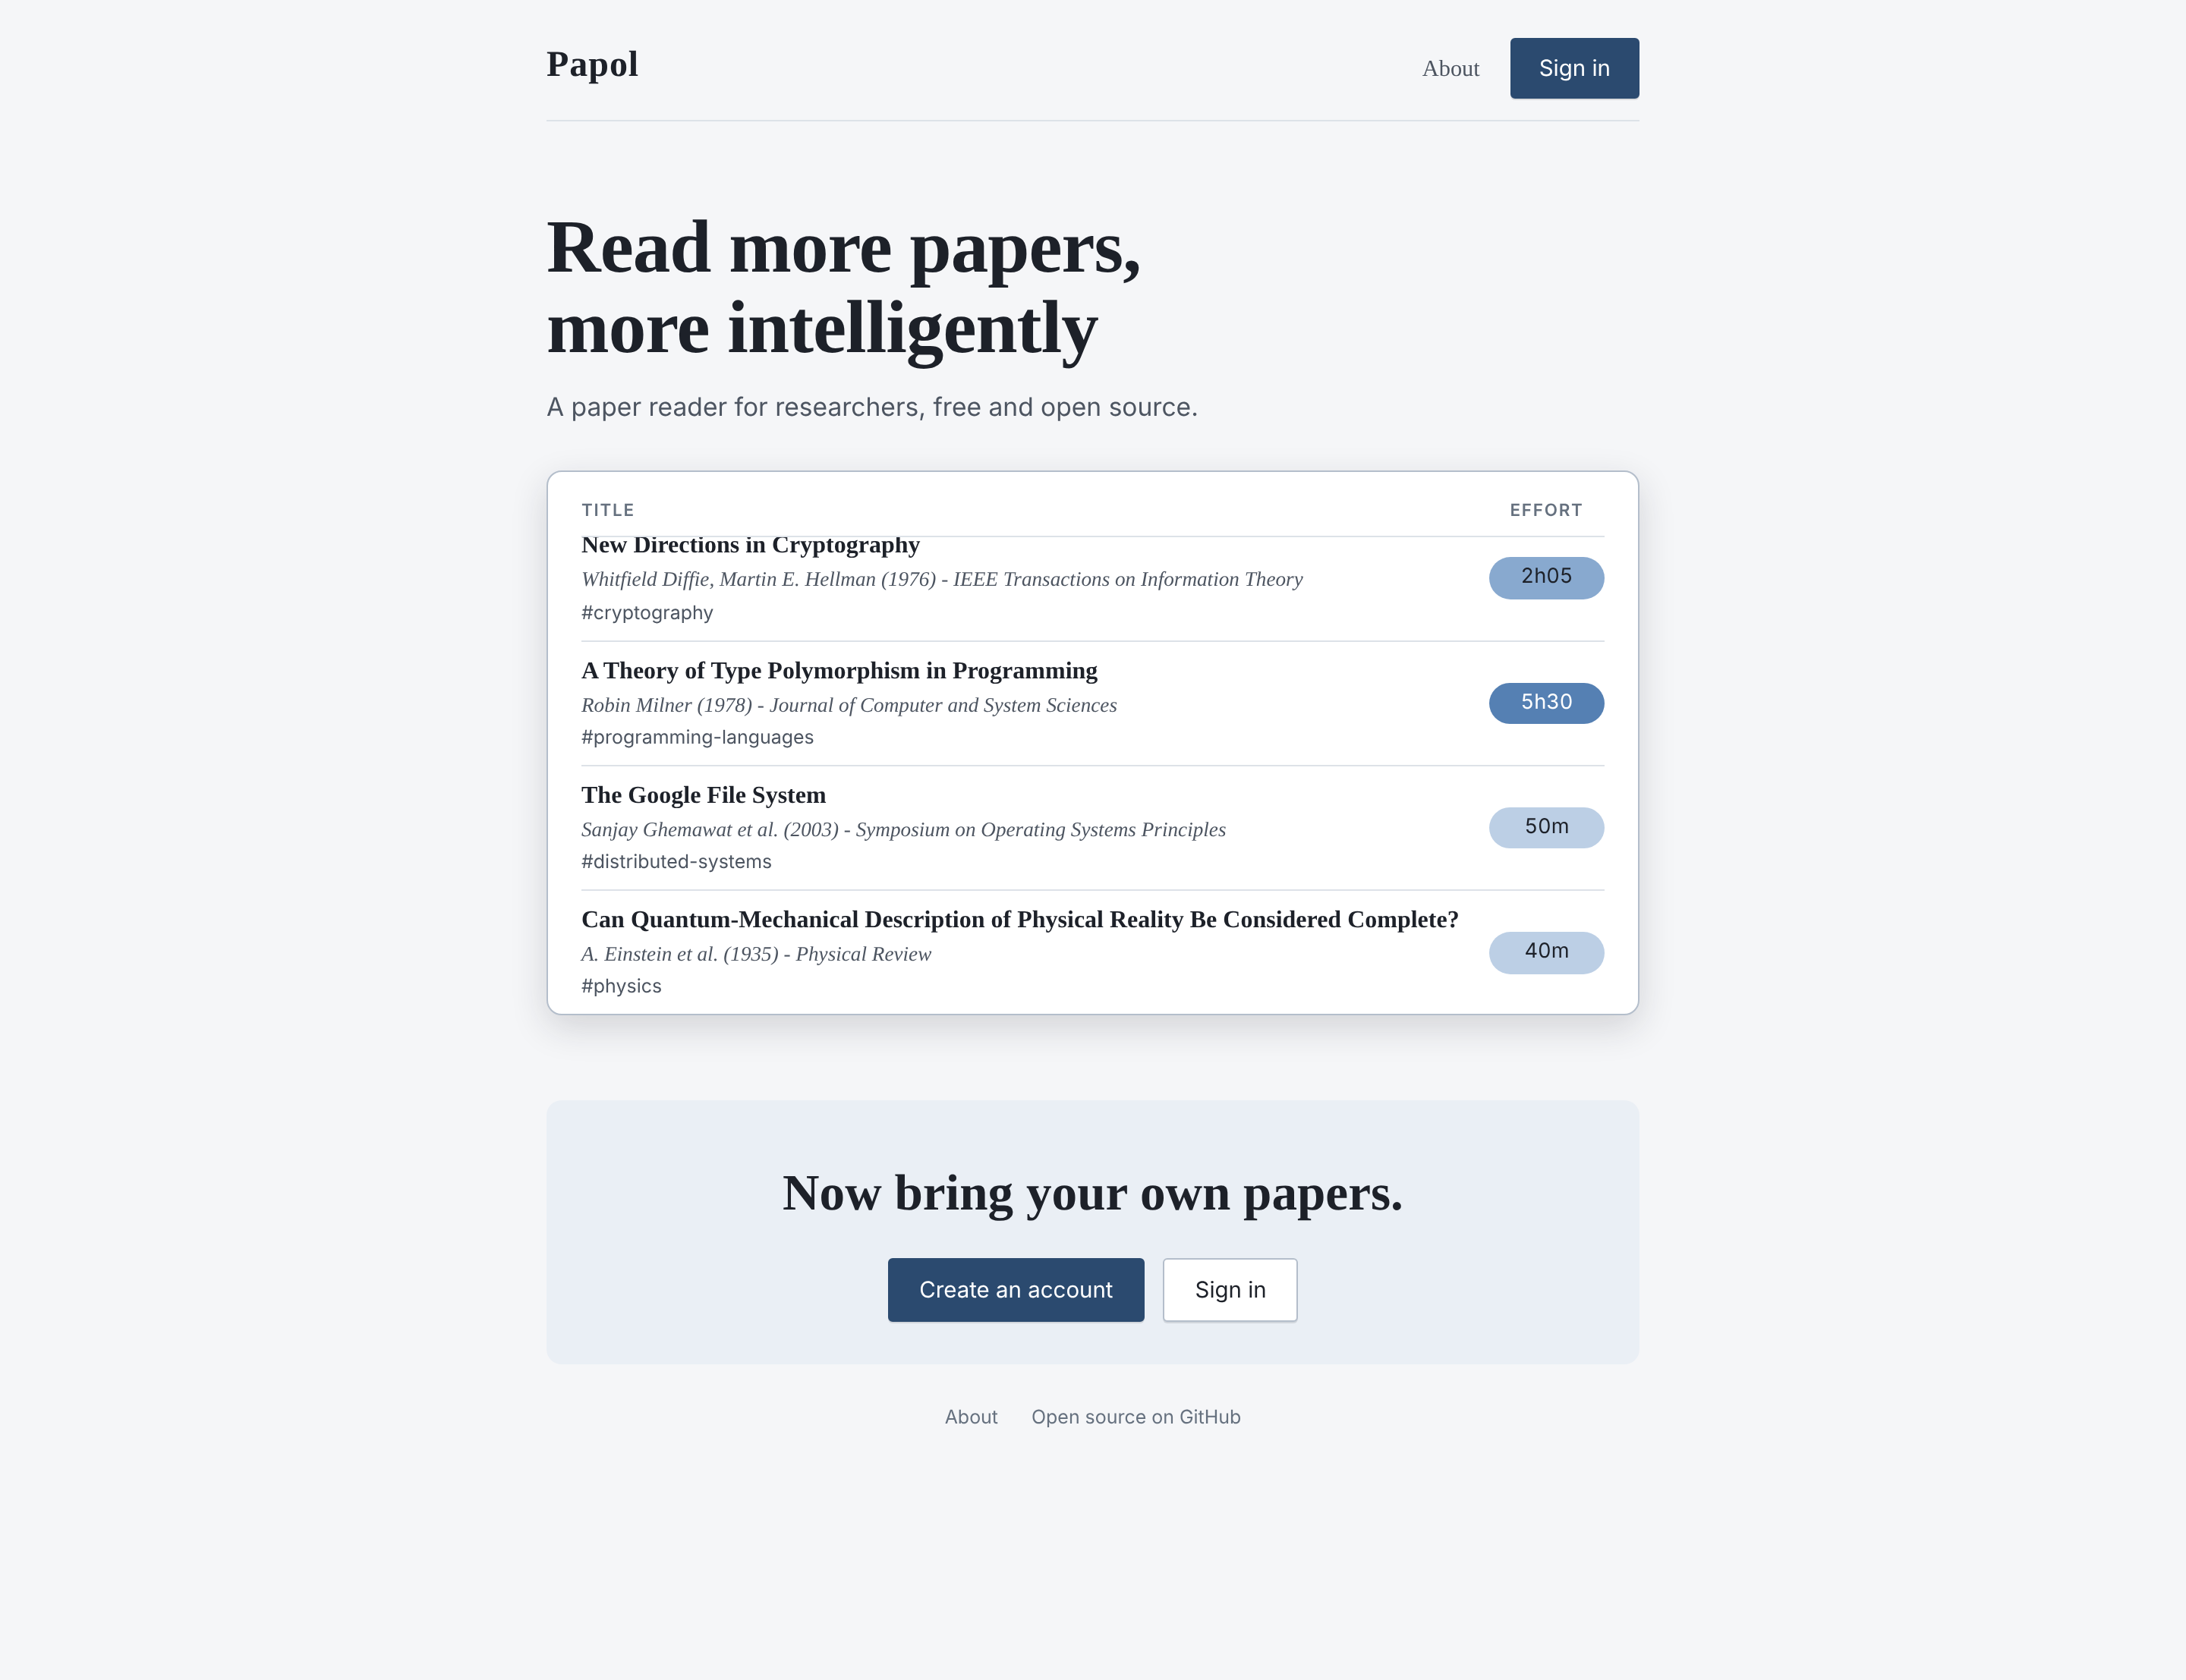 Papol
About
Sign in
Read more papers,
more intelligently
A paper reader for researchers, free and open source.
TITLE
EFFORT
New Directions in Cryptography
Whitfield Diffie, Martin E. Hellman (1976) - IEEE Transactions on Information Theory
2h05
#cryptography
A Theory of Type Polymorphism in Programming
Robin Milner (1978) - Journal of Computer and System Sciences
5h30
#programming-languages
The Google File System
Sanjay Ghemawat et al. (2003) - Symposium on Operating Systems Principles
50m
#distributed-systems
Can Quantum-Mechanical Description of Physical Reality Be Considered Complete?
A. Einstein et al. (1935) - Physical Review
40m
#physics
Now bring your own papers.
Create an account
Sign in
About
Open source on GitHub